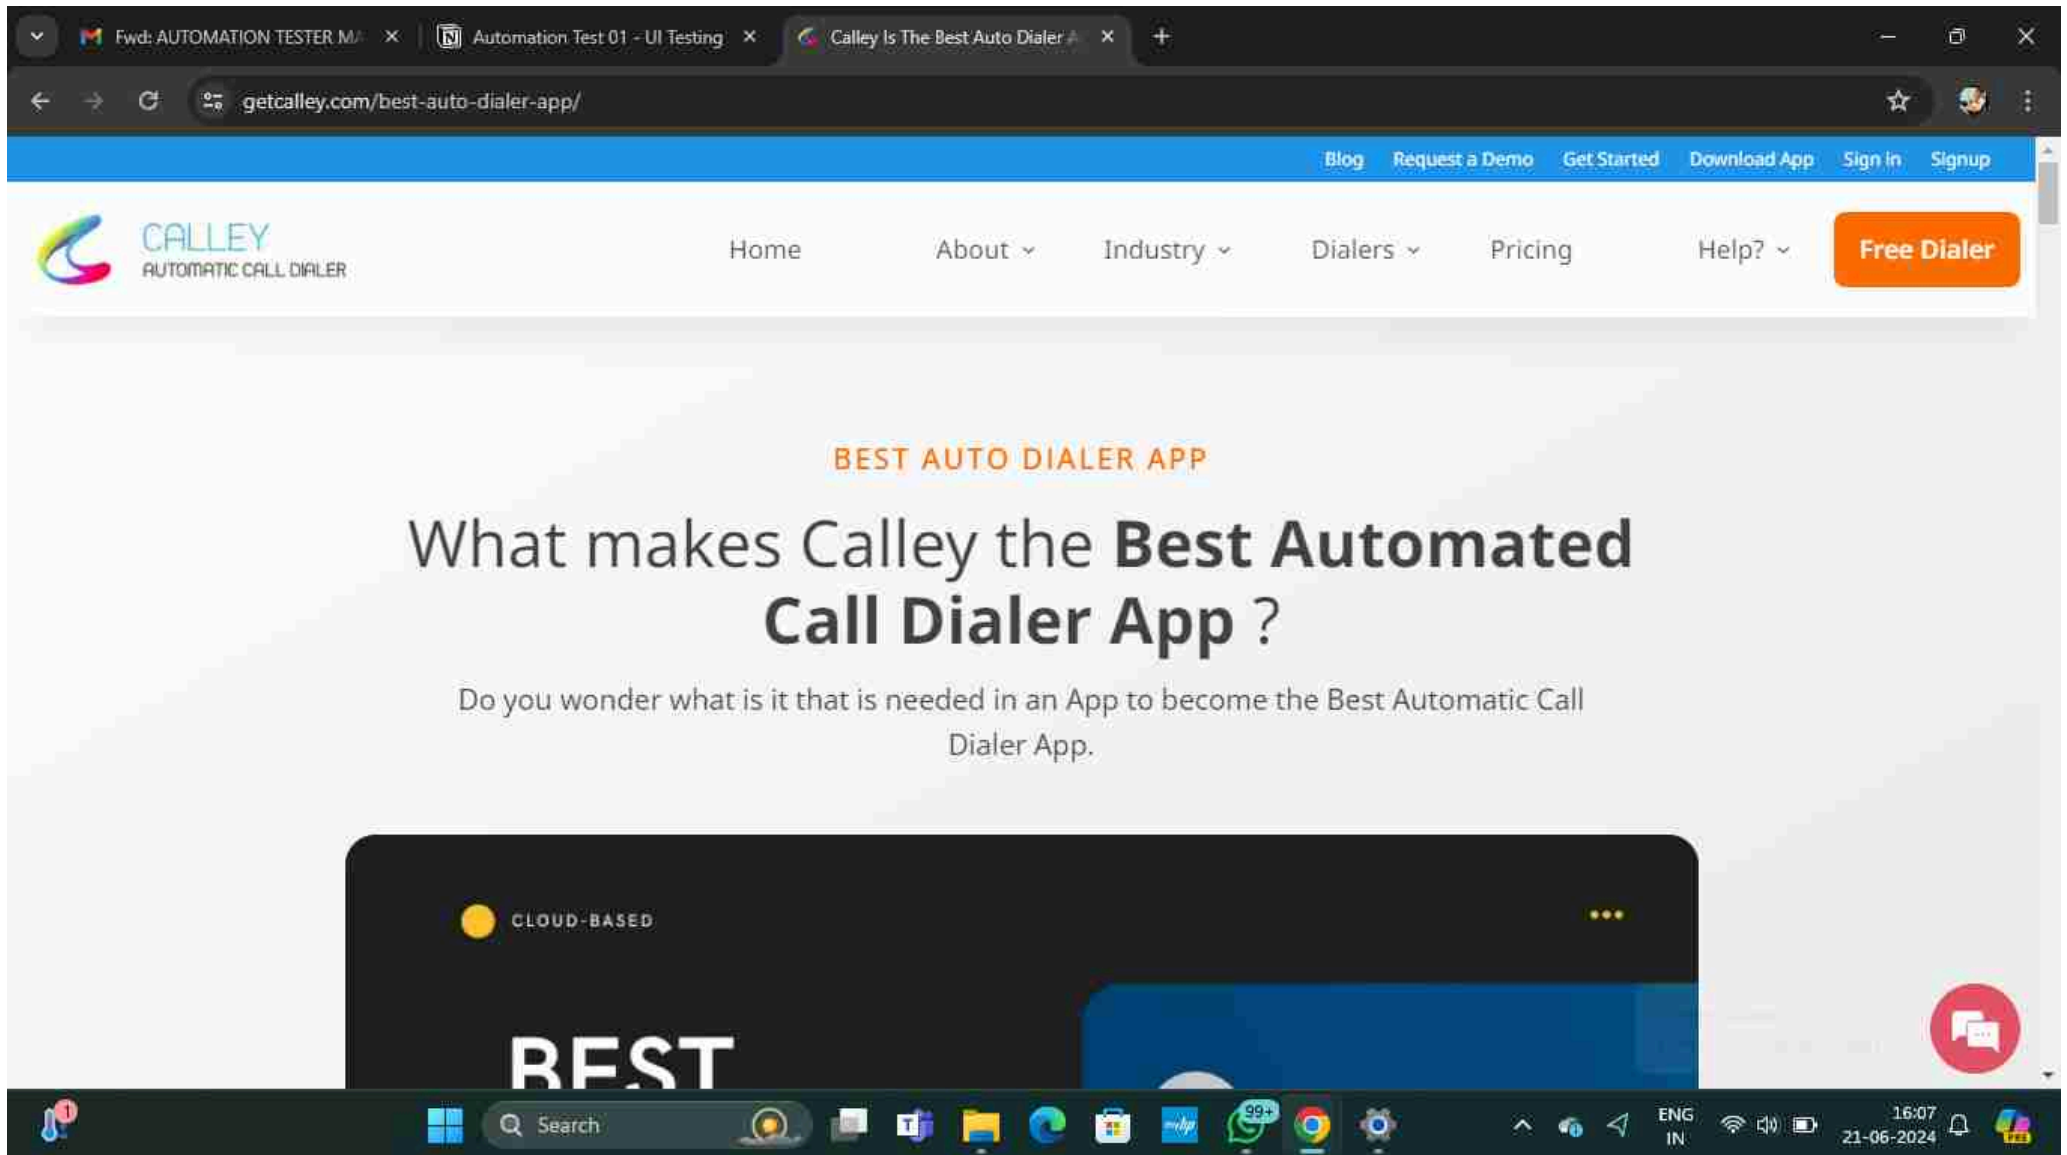 Fwd: AUTOMATION TESTER MA
Automation Test 01 - UI Testing
Calley Is The Best Auto Dialer A
getcalley.com/best-auto-dialer-app/
Blog Request a Demo Get Started Download App Sign in Signup
CALLEY
AUTOMATIC CALL DIALER
Home About Industry Dialers Pricing Help? Free Dialer
BEST AUTO DIALER APP
What makes Calley the Best Automated
Call Dialer App ?
Do you wonder what is it that is needed in an App to become the Best Automatic Call
Dialer App.
CLOUD-BASED
BEST
1
Search
T
myhp
99+
ENG
IN
16:07
21-06-2024
PRE